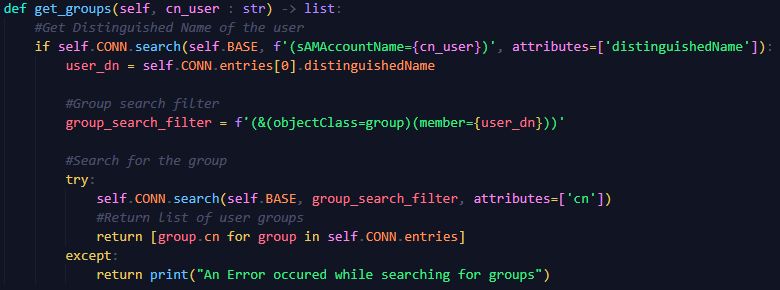 def get_groups(self, cn_user : str) -> list:
    #Get Distinguished Name of the user
    if self.CONN.search(self.BASE, f'(sAMAccountName={cn_user})', attributes=['distinguishedName']):
        user_dn = self.CONN.entries[0].distinguishedName

        #Group search filter
        group_search_filter = f'(&(objectClass=group)(member={user_dn}))'

        #Search for the group
        try:
            self.CONN.search(self.BASE, group_search_filter, attributes=['cn'])
            #Return list of user groups
            return [group.cn for group in self.CONN.entries]
        except:
            return print("An Error occured while searching for groups")